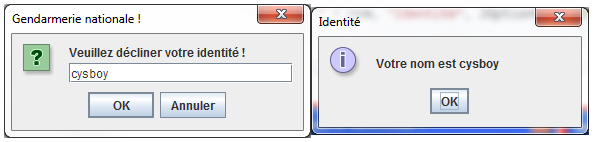 Gendarmerie nationale !
?
Veuillez décliner votre identité !
cysboy
OK
Annuler
Identité
i
Votre nom est cysboy
OK